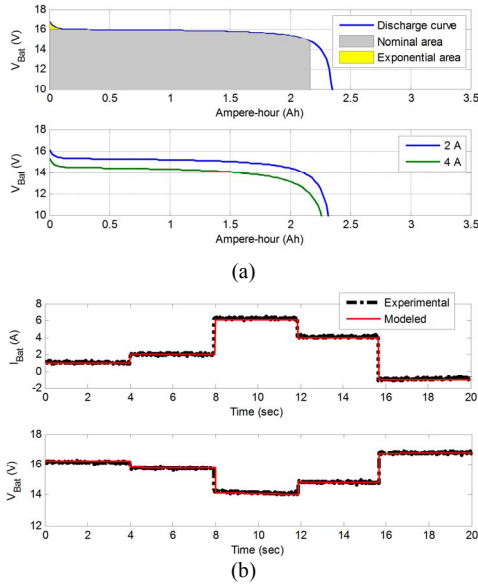 18
16
14
12
10
V_Bat (V)
Discharge curve
Nominal area
Exponential area
0 0.5 1 1.5 2 2.5 3 3.5
Ampere-hour (Ah)
18
16
14
12
10
V_Bat (V)
2 A
4 A
0 0.5 1 1.5 2 2.5 3 3.5
Ampere-hour (Ah)
(a)
8
6
4
2
0
-2
I_Bat (A)
Experimental
Modeled
0 2 4 6 8 10 12 14 16 18 20
Time (sec)
18
16
14
12
V_Bat (V)
0 2 4 6 8 10 12 14 16 18 20
Time (sec)
(b)